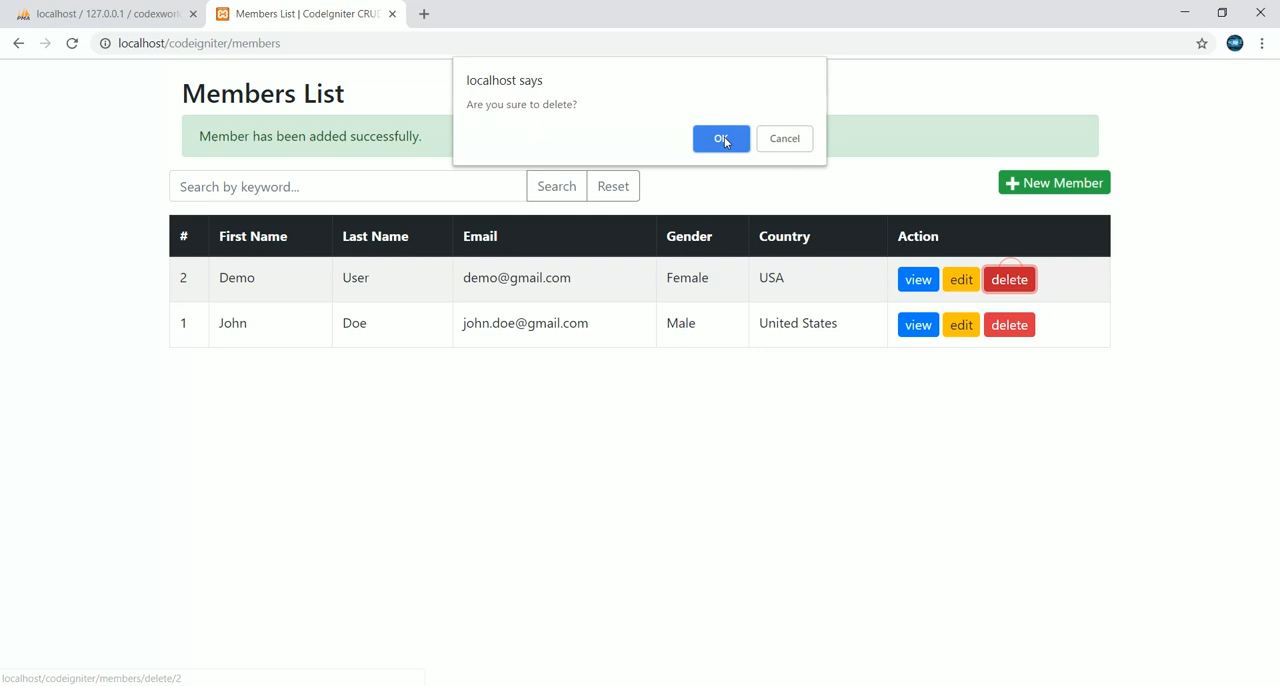 localhost / 127.0.0.1 / codexwork
Members List | CodeIgniter CRUD
localhost/codeigniter/members
localhost says
Are you sure to delete?
OK
Cancel
Members List
Member has been added successfully.
Search by keyword...
Search
Reset
New Member
# First Name Last Name Email Gender Country Action
2 Demo User demo@gmail.com Female USA view edit delete
1 John Doe john.doe@gmail.com Male United States view edit delete
localhost/codeigniter/members/delete/2